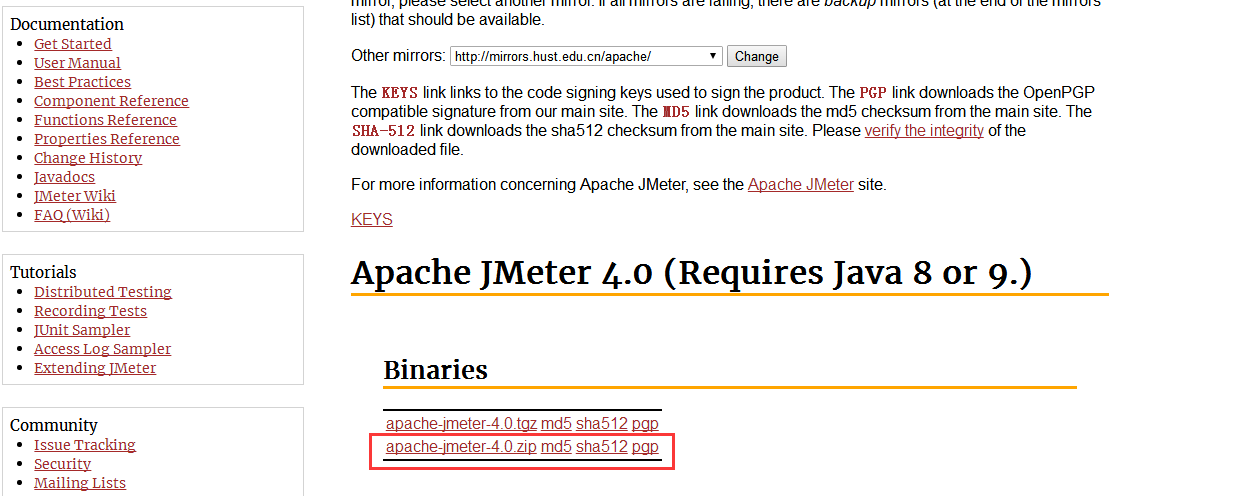 Documentation
Get Started
User Manual
Best Practices
Component Reference
Functions Reference
Properties Reference
Change History
Javadocs
JMeter Wiki
FAQ (Wiki)
Tutorials
Distributed Testing
Recording Tests
JUnit Sampler
Access Log Sampler
Extending JMeter
Community
Issue Tracking
Security
Mailing Lists
mirror, please select another mirror. If all mirrors are failing, there are backup mirrors (at the end of the mirrors
list) that should be available.
Other mirrors: http://mirrors.hust.edu.cn/apache/ Change
The KEYS link links to the code signing keys used to sign the product. The PGP link downloads the OpenPGP
compatible signature from our main site. The MD5 link downloads the md5 checksum from the main site. The
SHA-512 link downloads the sha512 checksum from the main site. Please verify the integrity of the
downloaded file.
For more information concerning Apache JMeter, see the Apache JMeter site.
KEYS
Apache JMeter 4.0 (Requires Java 8 or 9.)
Binaries
apache-jmeter-4.0.tgz md5 sha512 pgp
apache-jmeter-4.0.zip md5 sha512 pgp